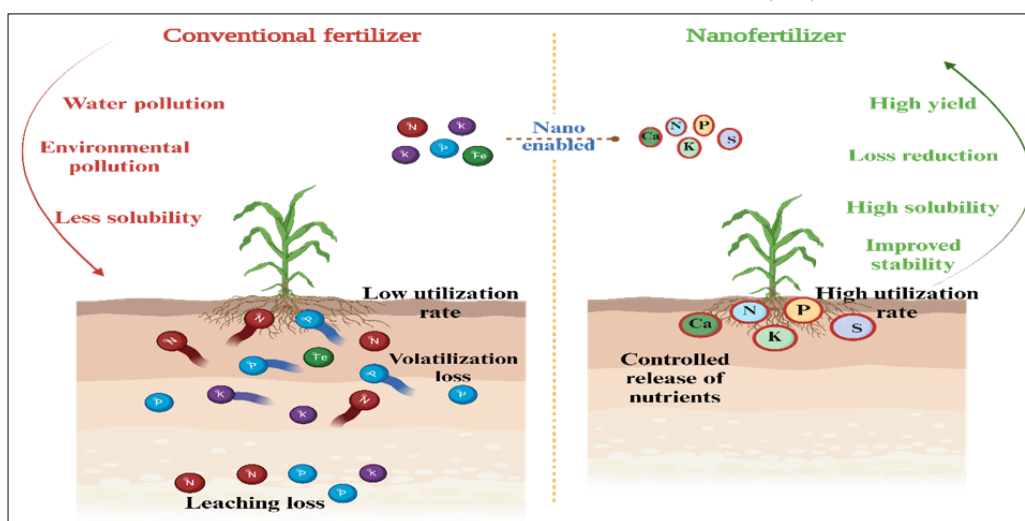 Conventional fertilizer
Water pollution
Environmental
pollution
Less solubility
N
K
K
P
Fe
Nano
enabled
Ca
N
P
K
S
Nanofertilizer
High yield
Loss reduction
High solubility
Improved
stability
Low utilization
rate
N
P
N
N
Fe
P
Volatilization
loss
P
P
K
K
N
P
N
N
P
K
P
Leaching loss
High utilization
rate
Ca
N
P
K
S
Controlled
release of
nutrients